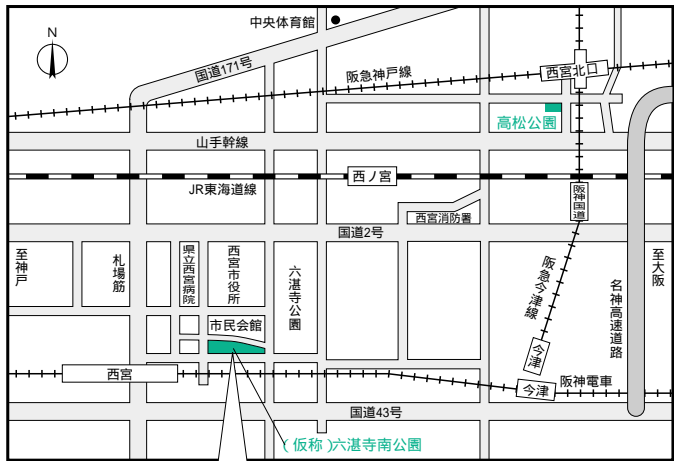 中央体育館
N
国道171号
阪急神戸線
西宮北口
高松公園
山手幹線
JR東海道線
西ノ宮
阪神国道
西宮消防署
国道2号
至神戸
札場筋
県立西宮病院
西宮市役所
六湛寺公園
阪急今津線
名神高速道路
至大阪
市民会館
今津
西宮
今津
阪神電車
国道43号
(仮称)六湛寺南公園